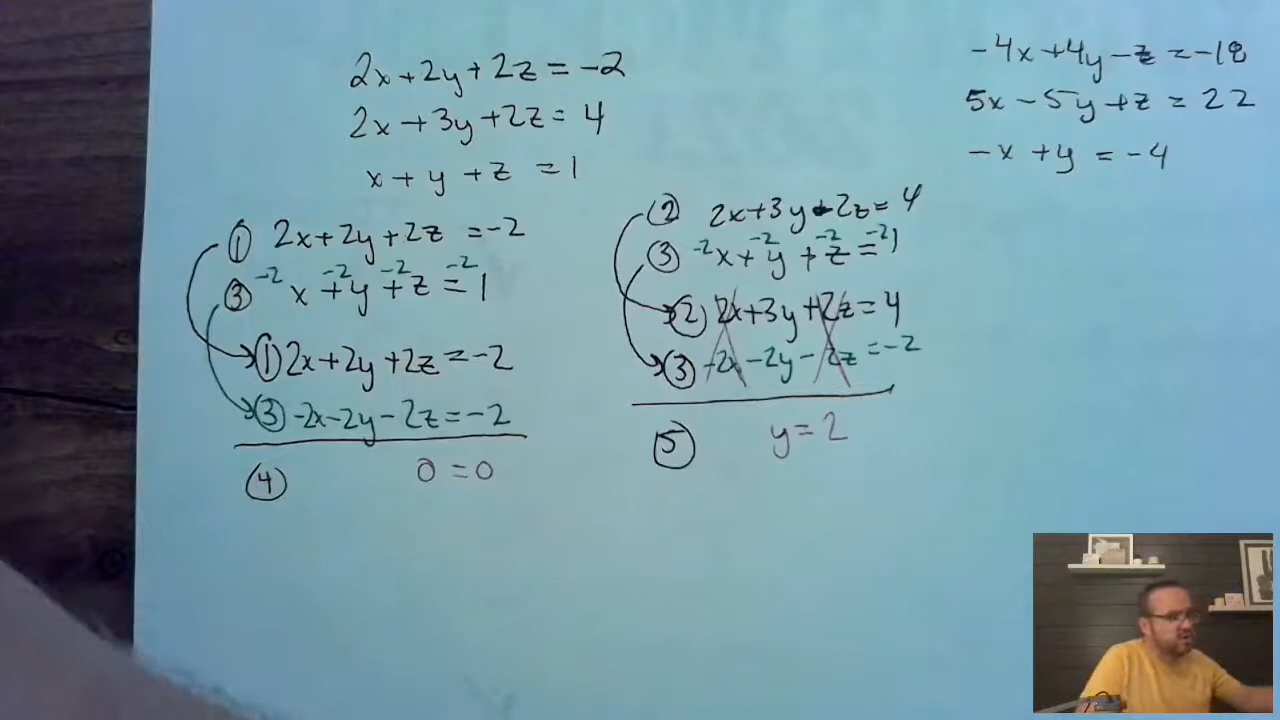 2x+2y+2z=-2
2x+3y+2z=4
x+y+z=1
-4x+4y-z=-18
5x-5y+z=22
-x+y=-4
① 2x+2y+2z=-2
③ -2 x -2 +y -2 +z -2 =1
① 2x+2y+2z=-2
③ -2x-2y-2z=-2
④ 0=0
② 2x+3y+2z=4
③ -2 x+ -2 y + -2 z = -2 1
② 2x+3y+2z=4
③ -2x-2y-2z=-2
⑤ y=2